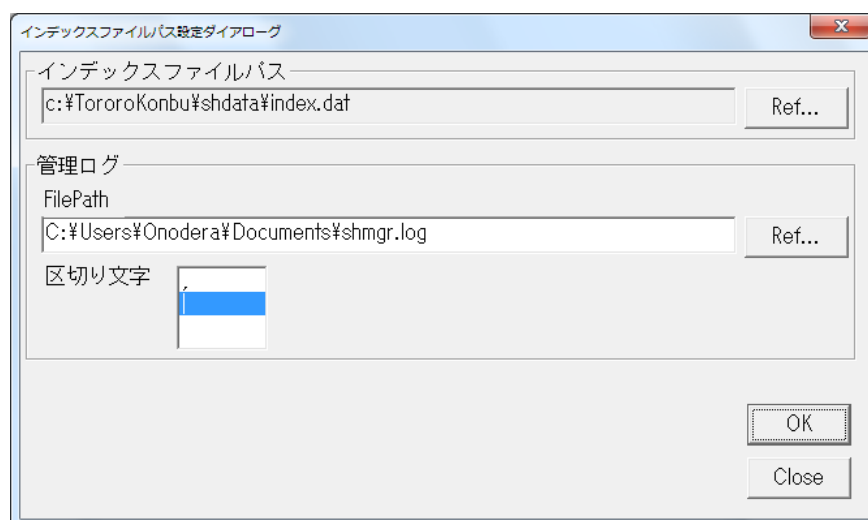 インデックスファイルパス設定ダイアローグ
インデックスファイルパス
c:¥TororoKonbu¥shdata¥index.dat
Ref...
管理ログ
FilePath
C:¥Users¥Onodera¥Documents¥shmgr.log
Ref...
区切り文字
,
|
OK
Close